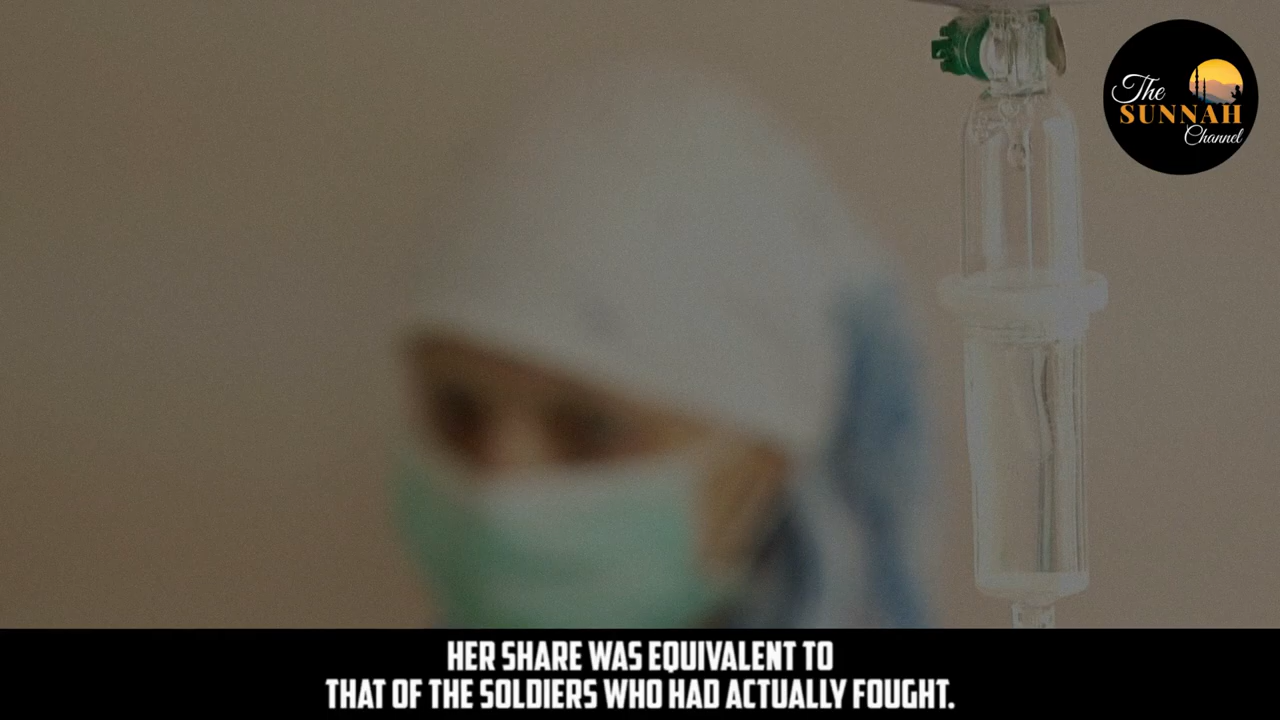 The
SUNNAH
Channel
HER SHARE WAS EQUIVALENT TO
THAT OF THE SOLDIERS WHO HAD ACTUALLY FOUGHT.